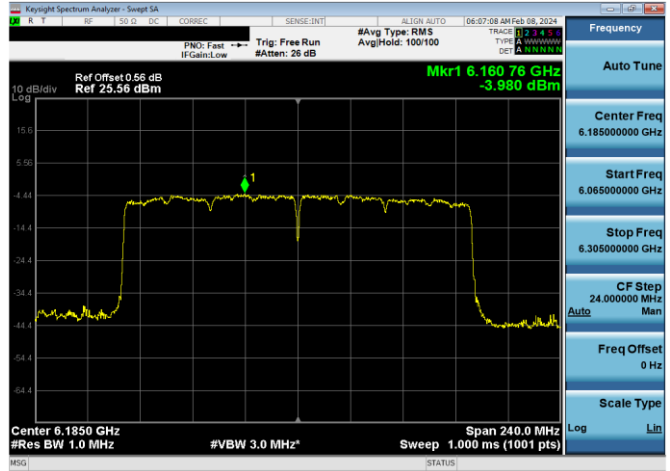 Keysight Spectrum Analyzer - Swept SA
LXI R T RF 50 Ω DC CORREC SENSE:INT ALIGN AUTO 06:07:08 AM Feb 08, 2024
PNO: Fast Trig: Free Run #Avg Type: RMS TRACE 1 2 3 4 5 6
IFGain:Low #Atten: 26 dB Avg|Hold: 100/100 TYPE A WWWWW
DET A N N N N N
Frequency
Auto Tune
Mkr1 6.160 76 GHz
-3.980 dBm
Ref Offset 0.56 dB
10 dB/div Ref 25.56 dBm
Log
1
15.6
5.56
-4.44
-14.4
-24.4
-34.4
-44.4
-54.4
-64.4
Center Freq
6.185000000 GHz
Start Freq
6.065000000 GHz
Stop Freq
6.305000000 GHz
CF Step
24.000000 MHz
Auto Man
Freq Offset
0 Hz
Scale Type
Log Lin
Center 6.1850 GHz Span 240.0 MHz
#Res BW 1.0 MHz #VBW 3.0 MHz* Sweep 1.000 ms (1001 pts)
MSG STATUS